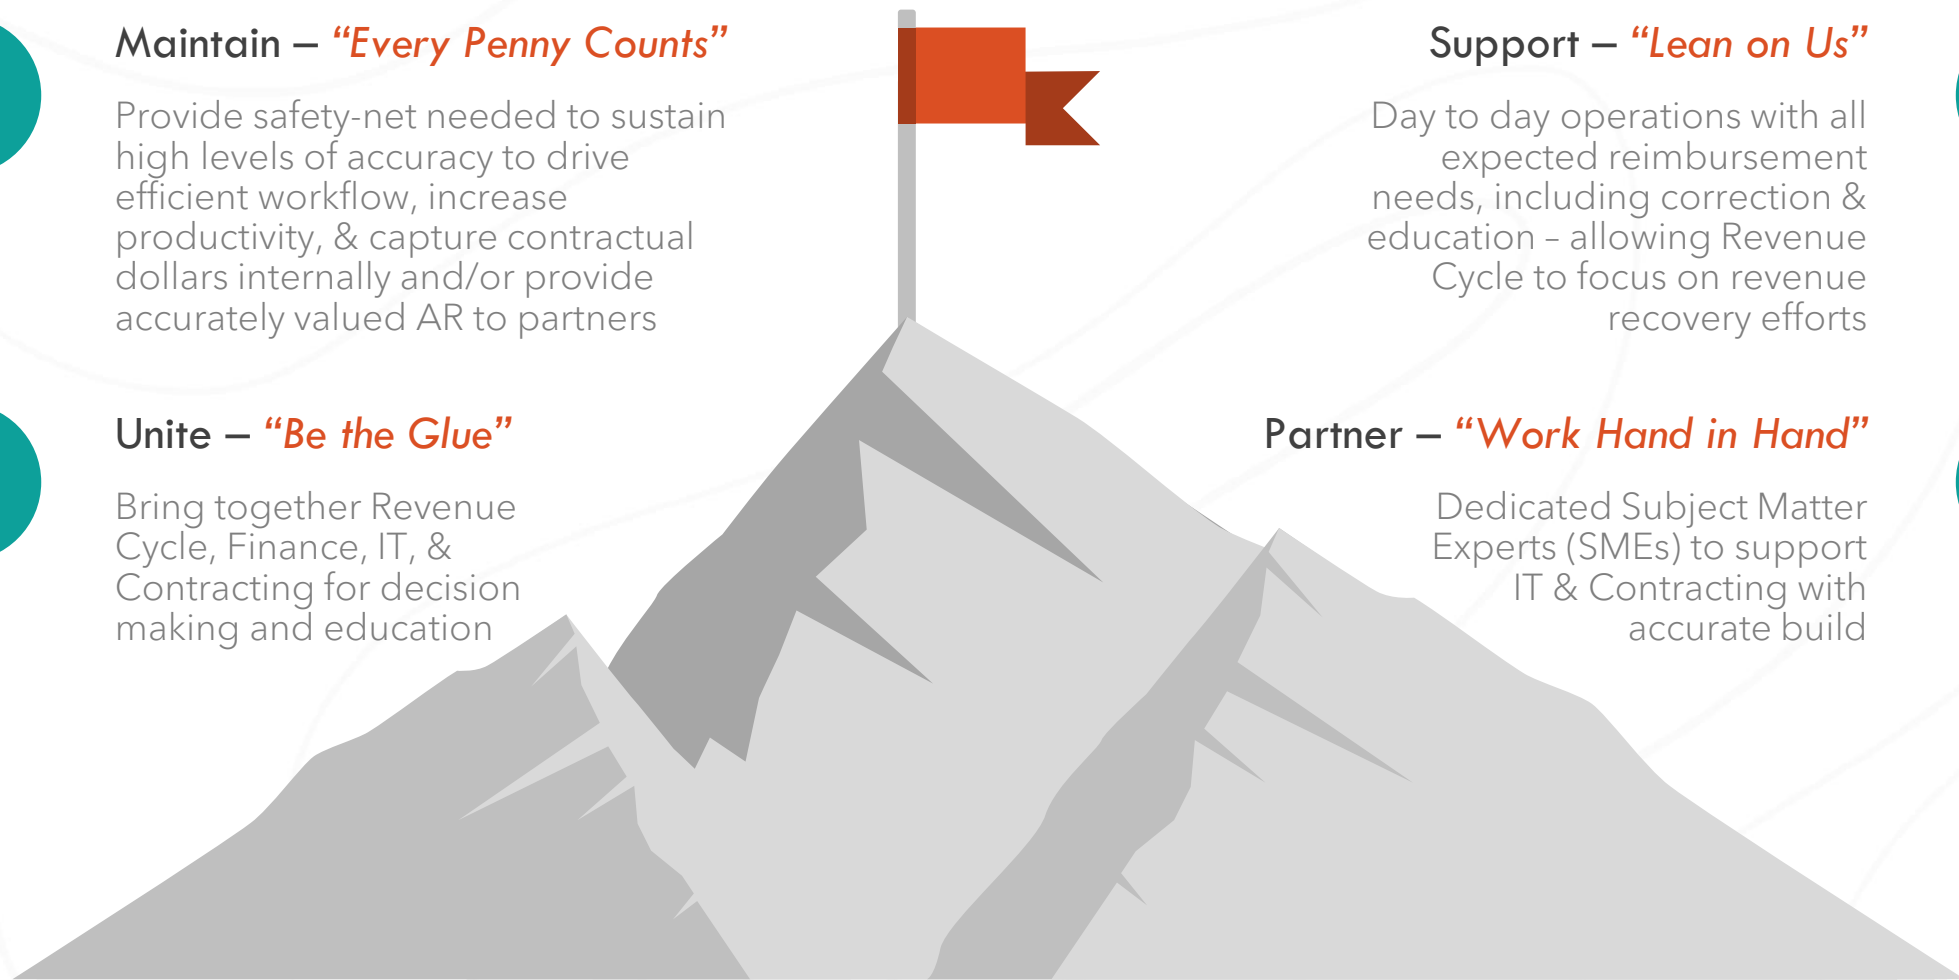 Maintain – “Every Penny Counts”
Provide safety-net needed to sustain
high levels of accuracy to drive
efficient workflow, increase
productivity, & capture contractual
dollars internally and/or provide
accurately valued AR to partners
Unite – “Be the Glue”
Bring together Revenue
Cycle, Finance, IT, &
Contracting for decision
making and education
Support – “Lean on Us”
Day to day operations with all
expected reimbursement
needs, including correction &
education – allowing Revenue
Cycle to focus on revenue
recovery efforts
Partner – “Work Hand in Hand”
Dedicated Subject Matter
Experts (SMEs) to support
IT & Contracting with
accurate build